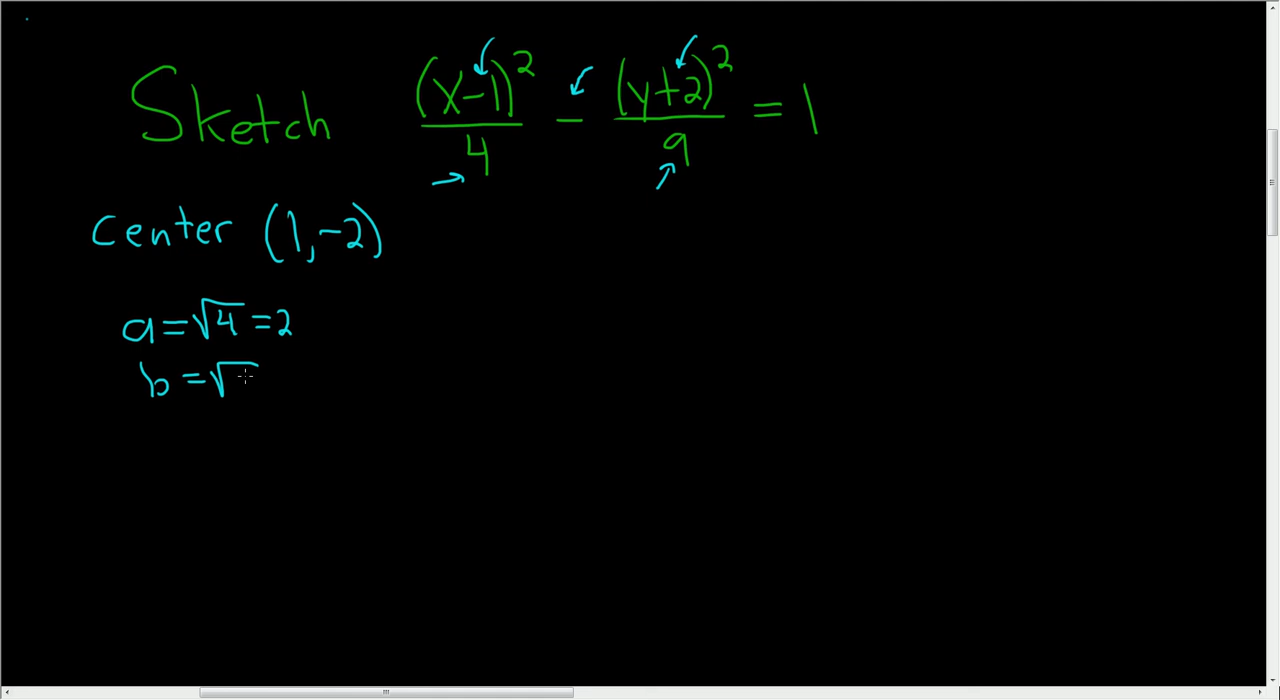 Sketch (x-1)²/4 - (y+2)²/9 = 1
Center (1,-2)
a=√4=2
b=√